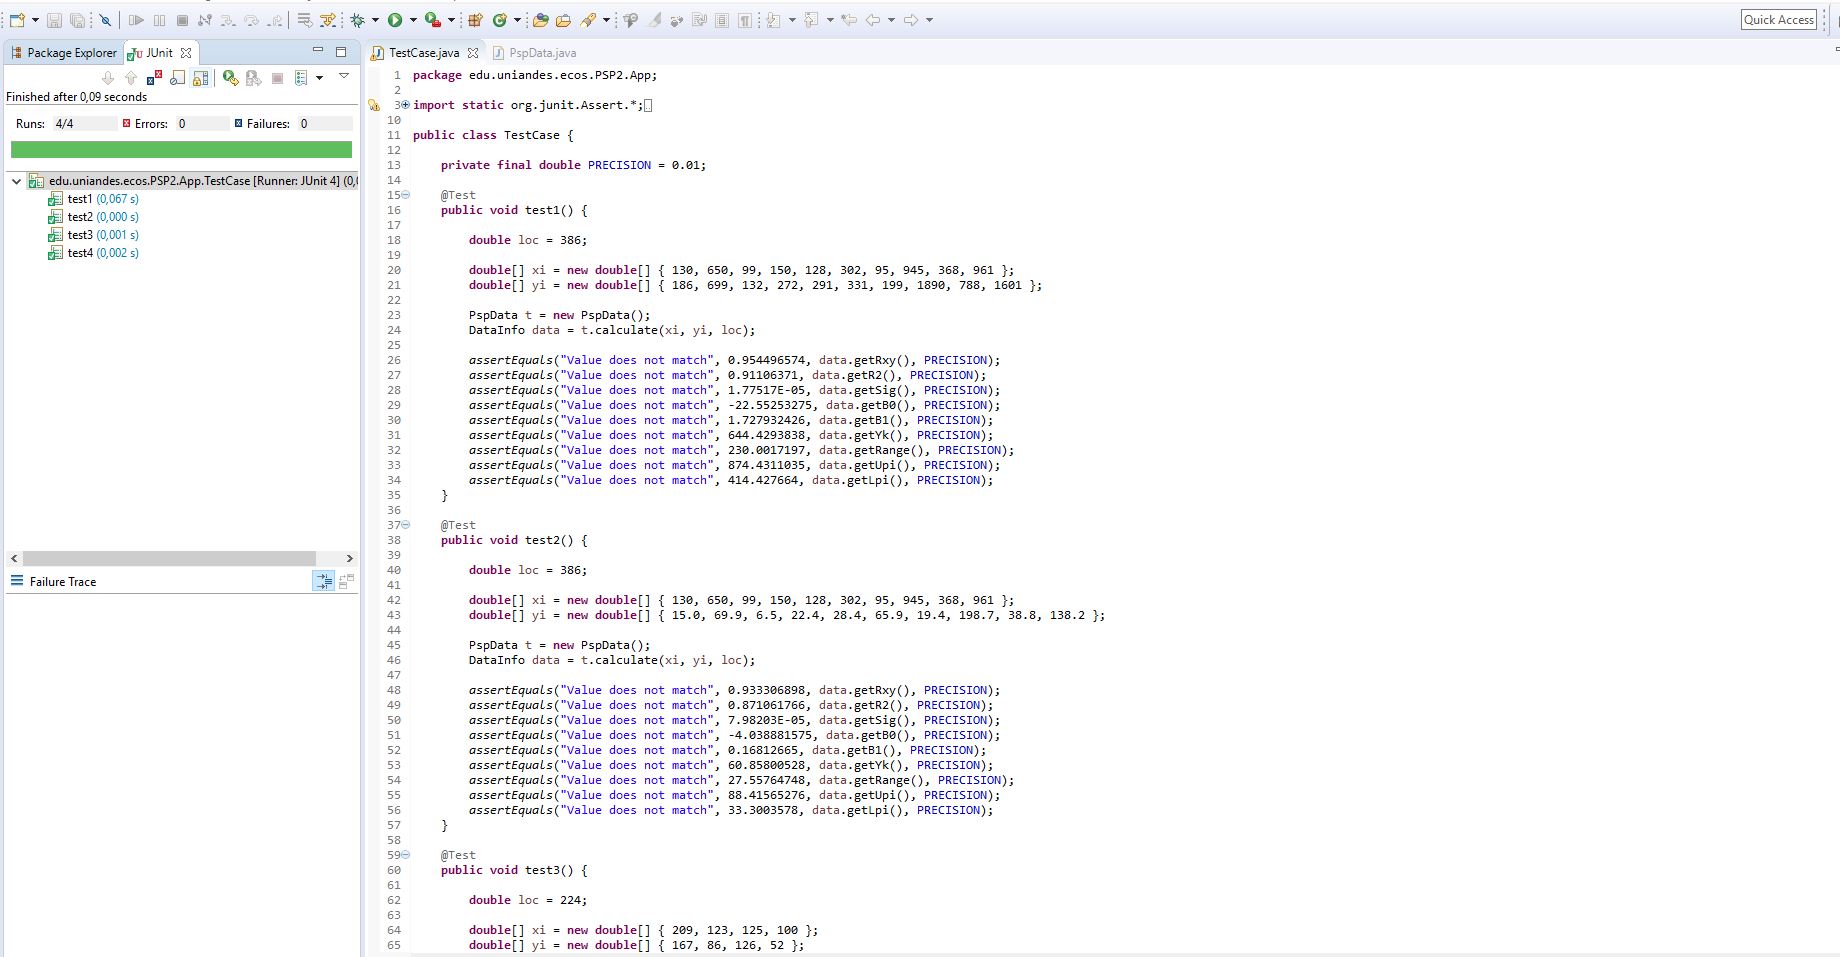 Quick Access
Package Explorer JUnit
Finished after 0,09 seconds
Runs: 4/4 Errors: 0 Failures: 0
edu.uniandes.ecos.PSP2.App.TestCase [Runner: JUnit 4] (0,0
test1 (0,067 s)
test2 (0,000 s)
test3 (0,001 s)
test4 (0,002 s)
Failure Trace
TestCase.java PspData.java
1 package edu.uniandes.ecos.PSP2.App;
2
3 import static org.junit.Assert.*;
10
11 public class TestCase {
12
13 private final double PRECISION = 0.01;
14
15 @Test
16 public void test1() {
17
18 double loc = 386;
19
20 double[] xi = new double[] { 130, 650, 99, 150, 128, 302, 95, 945, 368, 961 };
21 double[] yi = new double[] { 186, 699, 132, 272, 291, 331, 199, 1890, 788, 1601 };
22
23 PspData t = new PspData();
24 DataInfo data = t.calculate(xi, yi, loc);
25
26 assertEquals("Value does not match", 0.954496574, data.getRxy(), PRECISION);
27 assertEquals("Value does not match", 0.91106371, data.getR2(), PRECISION);
28 assertEquals("Value does not match", 1.77517E-05, data.getSig(), PRECISION);
29 assertEquals("Value does not match", -22.55253275, data.getB0(), PRECISION);
30 assertEquals("Value does not match", 1.727932426, data.getB1(), PRECISION);
31 assertEquals("Value does not match", 644.4293838, data.getYk(), PRECISION);
32 assertEquals("Value does not match", 230.0017197, data.getRange(), PRECISION);
33 assertEquals("Value does not match", 874.4311035, data.getUpi(), PRECISION);
34 assertEquals("Value does not match", 414.427664, data.getLpi(), PRECISION);
35 }
36
37 @Test
38 public void test2() {
39
40 double loc = 386;
41
42 double[] xi = new double[] { 130, 650, 99, 150, 128, 302, 95, 945, 368, 961 };
43 double[] yi = new double[] { 15.0, 69.9, 6.5, 22.4, 28.4, 65.9, 19.4, 198.7, 38.8, 138.2 };
44
45 PspData t = new PspData();
46 DataInfo data = t.calculate(xi, yi, loc);
47
48 assertEquals("Value does not match", 0.933306898, data.getRxy(), PRECISION);
49 assertEquals("Value does not match", 0.871061766, data.getR2(), PRECISION);
50 assertEquals("Value does not match", 7.98203E-05, data.getSig(), PRECISION);
51 assertEquals("Value does not match", -4.038881575, data.getB0(), PRECISION);
52 assertEquals("Value does not match", 0.16812665, data.getB1(), PRECISION);
53 assertEquals("Value does not match", 60.85800528, data.getYk(), PRECISION);
54 assertEquals("Value does not match", 27.55764748, data.getRange(), PRECISION);
55 assertEquals("Value does not match", 88.41565276, data.getUpi(), PRECISION);
56 assertEquals("Value does not match", 33.3003578, data.getLpi(), PRECISION);
57 }
58
59 @Test
60 public void test3() {
61
62 double loc = 224;
63
64 double[] xi = new double[] { 209, 123, 125, 100 };
65 double[] yi = new double[] { 167, 86, 126, 52 };